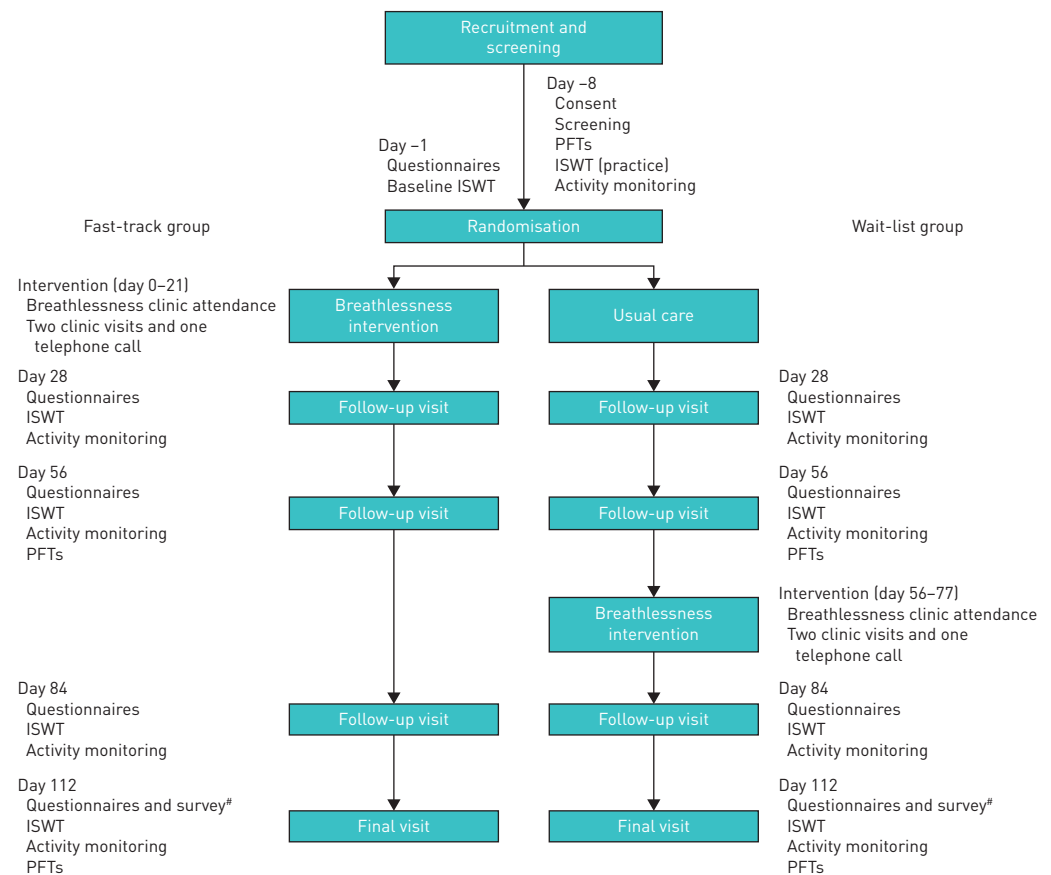 Recruitment and
screening
Day –8
Consent
Screening
PFTs
ISWT (practice)
Activity monitoring
Day –1
Questionnaires
Baseline ISWT
Fast-track group
Randomisation
Wait-list group
Intervention (day 0–21)
Breathlessness clinic attendance
Two clinic visits and one
telephone call
Breathlessness
intervention
Usual care
Day 28
Questionnaires
ISWT
Activity monitoring
Follow-up visit
Follow-up visit
Day 28
Questionnaires
ISWT
Activity monitoring
Day 56
Questionnaires
ISWT
Activity monitoring
PFTs
Follow-up visit
Follow-up visit
Day 56
Questionnaires
ISWT
Activity monitoring
PFTs
Breathlessness
intervention
Intervention (day 56–77)
Breathlessness clinic attendance
Two clinic visits and one
telephone call
Day 84
Questionnaires
ISWT
Activity monitoring
Follow-up visit
Follow-up visit
Day 84
Questionnaires
ISWT
Activity monitoring
Day 112
Questionnaires and survey#
ISWT
Activity monitoring
PFTs
Final visit
Final visit
Day 112
Questionnaires and survey#
ISWT
Activity monitoring
PFTs